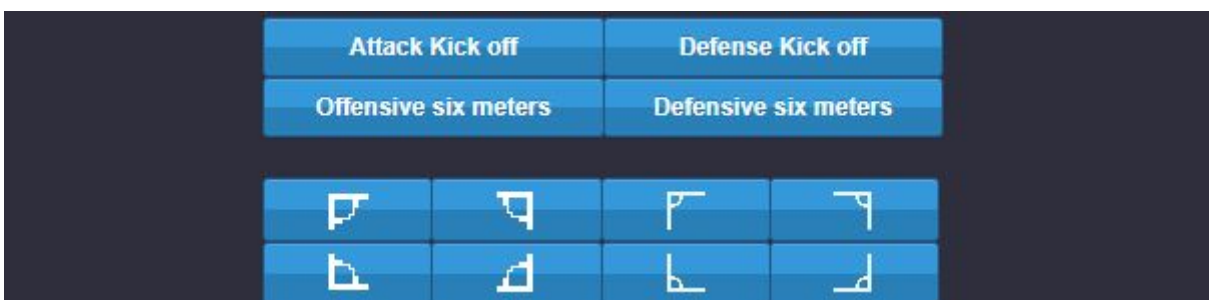 Attack Kick off
Defense Kick off
Offensive six meters
Defensive six meters